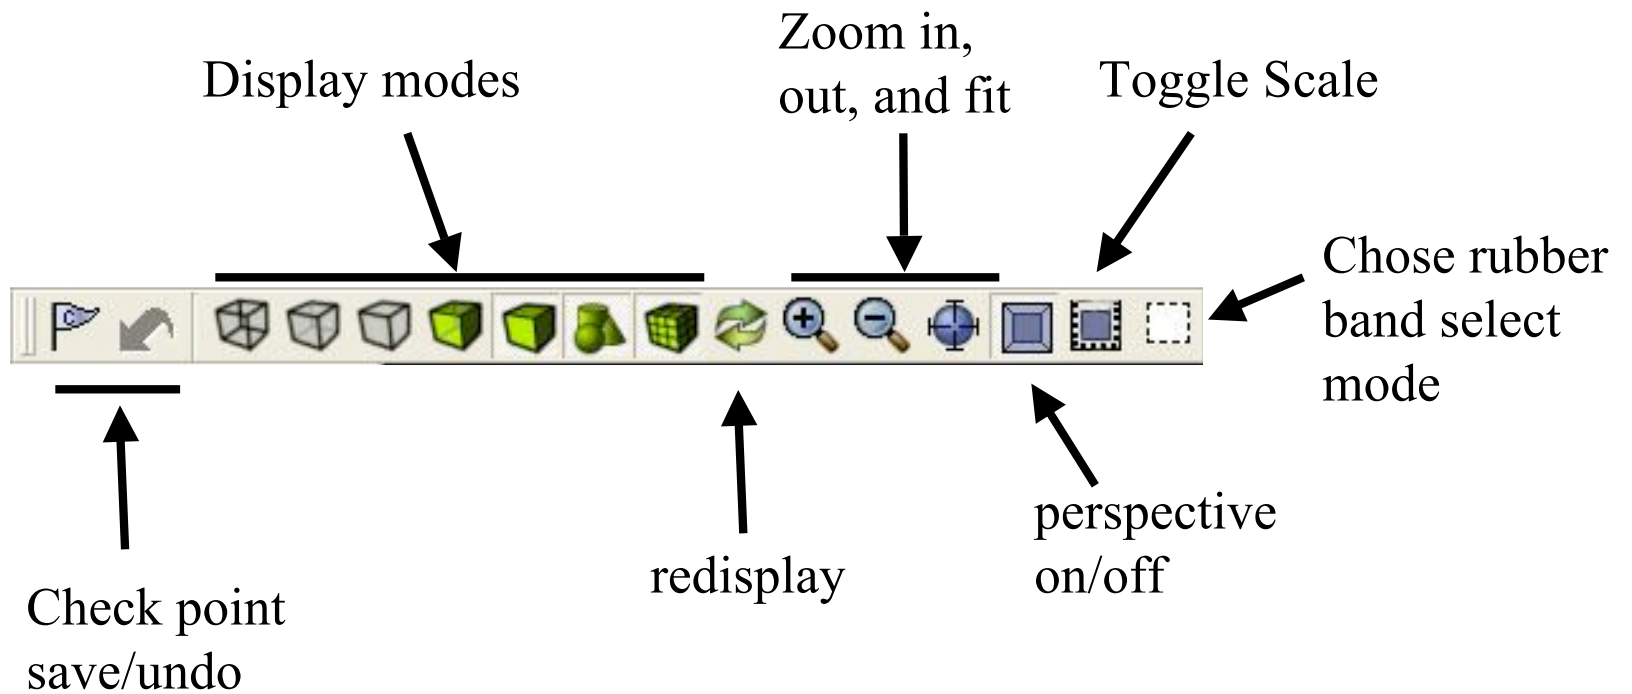 Zoom in,
out, and fit
Display modes
Toggle Scale
Chose rubber
band select
mode
C
perspective
on/off
redisplay
Check point
save/undo